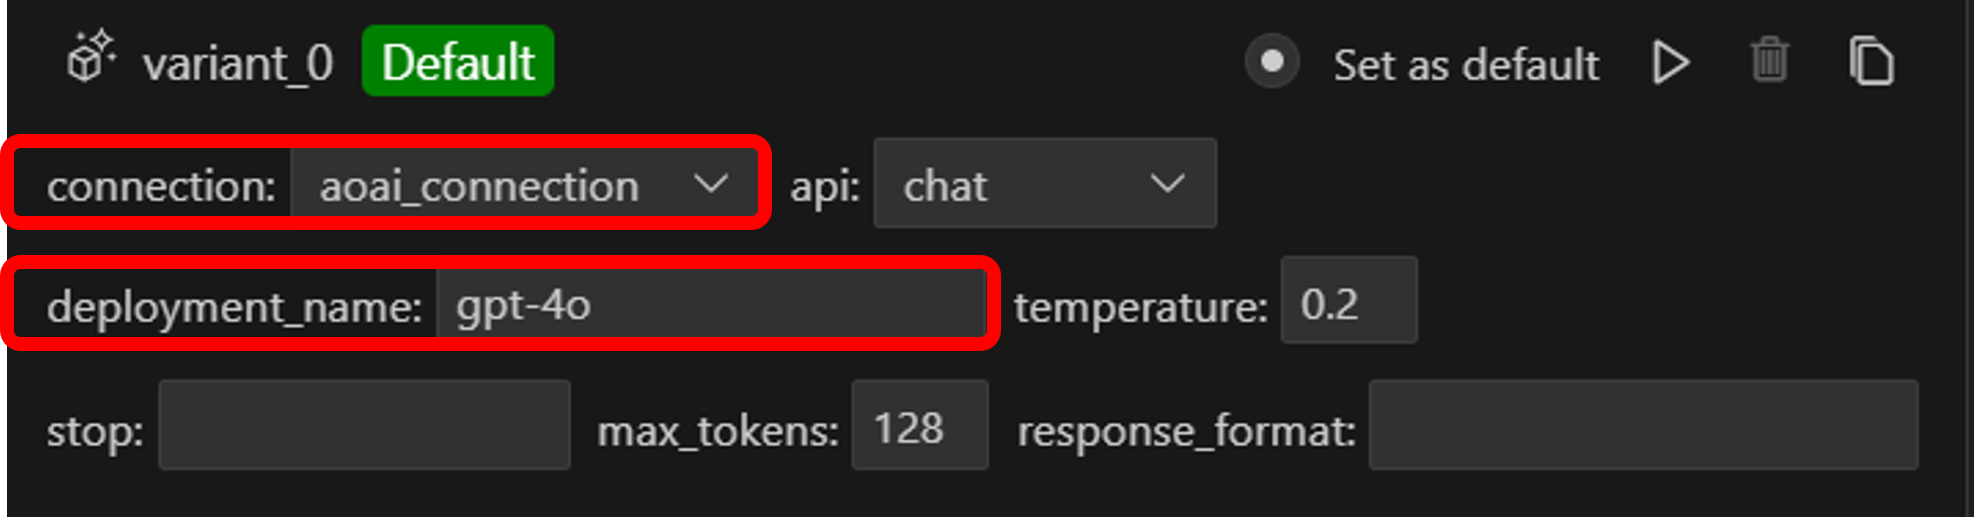 variant_0 Default Set as default
connection: aoai_connection api: chat
deployment_name: gpt-4o temperature: 0.2
stop: max_tokens: 128 response_format: